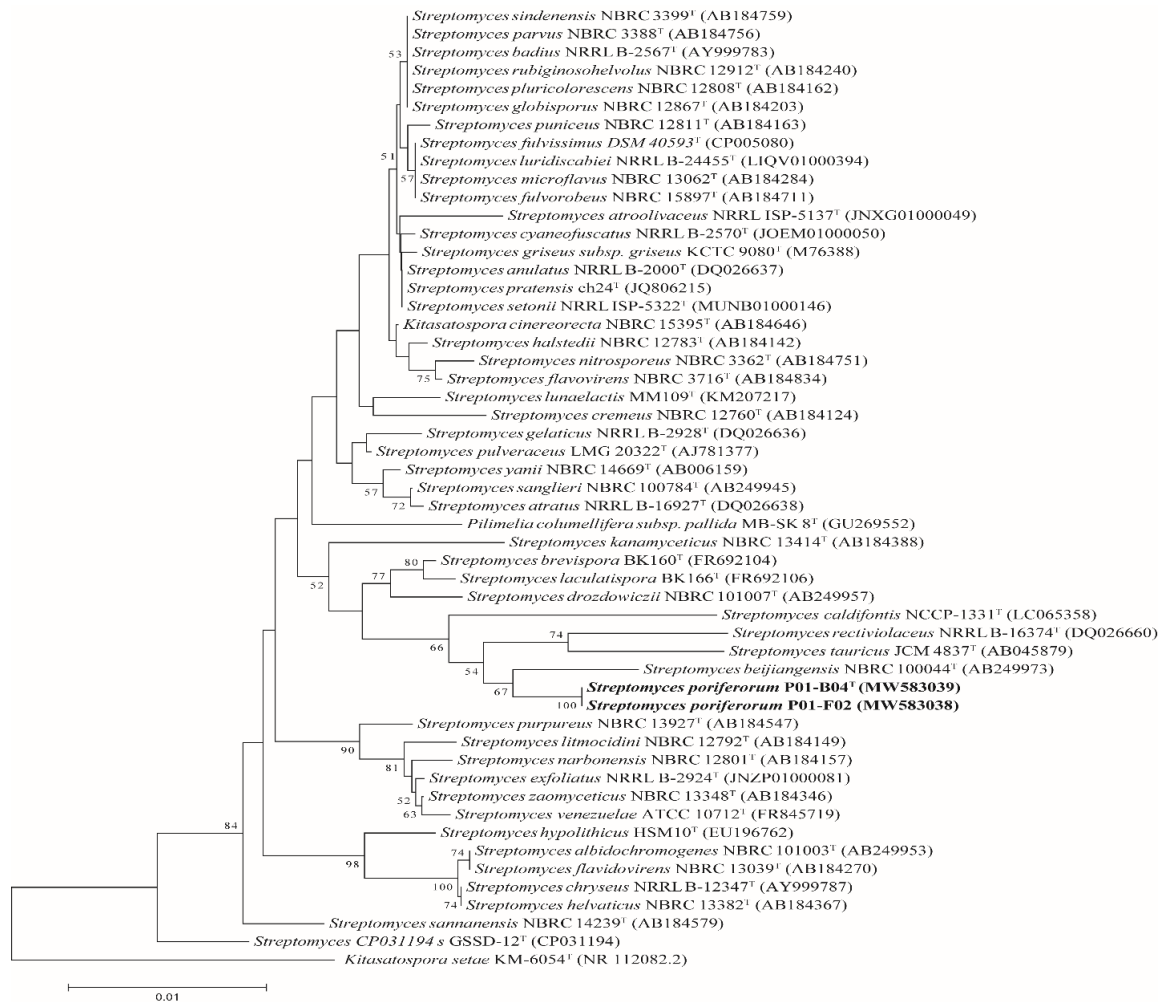 Streptomyces sindenensis NBRC 3399ᵀ (AB184759)
Streptomyces parvus NBRC 3388ᵀ (AB184756)
53
Streptomyces badius NRRL B-2567ᵀ (AY999783)
Streptomyces rubiginosohelvolus NBRC 12912ᵀ (AB184240)
Streptomyces pluricolorescens NBRC 12808ᵀ (AB184162)
Streptomyces globisporus NBRC 12867ᵀ (AB184203)
Streptomyces puniceus NBRC 12811ᵀ (AB184163)
Streptomyces fulvissimus DSM 40593ᵀ (CP005080)
51
Streptomyces luridiscabiei NRRL B-24455ᵀ (LIQV01000394)
57
Streptomyces microflavus NBRC 13062ᵀ (AB184284)
Streptomyces fulvorobeus NBRC 15897ᵀ (AB184711)
Streptomyces atroolivaceus NRRL ISP-5137ᵀ (JNXG01000049)
Streptomyces cyaneofuscatus NRRL B-2570ᵀ (JOEM01000050)
Streptomyces griseus subsp. griseus KCTC 9080ᵀ (M76388)
Streptomyces anulatus NRRL B-2000ᵀ (DQ026637)
Streptomyces pratensis ch24ᵀ (JQ806215)
Streptomyces setonii NRRL ISP-5322ᵀ (MUNB01000146)
Kitasatospora cinereorecta NBRC 15395ᵀ (AB184646)
Streptomyces halstedii NBRC 12783ᵀ (AB184142)
Streptomyces nitrosporeus NBRC 3362ᵀ (AB184751)
75
Streptomyces flavovirens NBRC 3716ᵀ (AB184834)
Streptomyces lunaelactis MM109ᵀ (KM207217)
Streptomyces cremeus NBRC 12760ᵀ (AB184124)
Streptomyces gelaticus NRRL B-2928ᵀ (DQ026636)
Streptomyces pulveraceus LMG 20322ᵀ (AJ781377)
Streptomyces yanii NBRC 14669ᵀ (AB006159)
57
Streptomyces sanglieri NBRC 100784ᵀ (AB249945)
72
Streptomyces atratus NRRL B-16927ᵀ (DQ026638)
Pilimelia columellifera subsp. pallida MB-SK 8ᵀ (GU269552)
Streptomyces kanamyceticus NBRC 13414ᵀ (AB184388)
80
Streptomyces brevispora BK160ᵀ (FR692104)
52
77
Streptomyces laculatispora BK166ᵀ (FR692106)
Streptomyces drozdowiczii NBRC 101007ᵀ (AB249957)
Streptomyces caldifontis NCCP-1331ᵀ (LC065358)
74
Streptomyces rectiviolaceus NRRL B-16374ᵀ (DQ026660)
66
Streptomyces tauricus JCM 4837ᵀ (AB045879)
54
Streptomyces beijiangensis NBRC 100044ᵀ (AB249973)
67
Streptomyces poriferorum P01-B04ᵀ (MW583039)
100
Streptomyces poriferorum P01-F02 (MW583038)
Streptomyces purpureus NBRC 13927ᵀ (AB184547)
90
Streptomyces litmocidini NBRC 12792ᵀ (AB184149)
81
Streptomyces narbonensis NBRC 12801ᵀ (AB184157)
Streptomyces exfoliatus NRRL B-2924ᵀ (JNZP01000081)
52
Streptomyces zaomyceticus NBRC 13348ᵀ (AB184346)
63
Streptomyces venezuelae ATCC 10712ᵀ (FR845719)
84
Streptomyces hypolithicus HSM10ᵀ (EU196762)
74
Streptomyces albidochromogenes NBRC 101003ᵀ (AB249953)
98
Streptomyces flavidovirens NBRC 13039ᵀ (AB184270)
100
Streptomyces chryseus NRRL B-12347ᵀ (AY999787)
74
Streptomyces helvaticus NBRC 13382ᵀ (AB184367)
Streptomyces sannanensis NBRC 14239ᵀ (AB184579)
Streptomyces CP031194 s GSSD-12ᵀ (CP031194)
Kitasatospora setae KM-6054ᵀ (NR 112082.2)
0.01